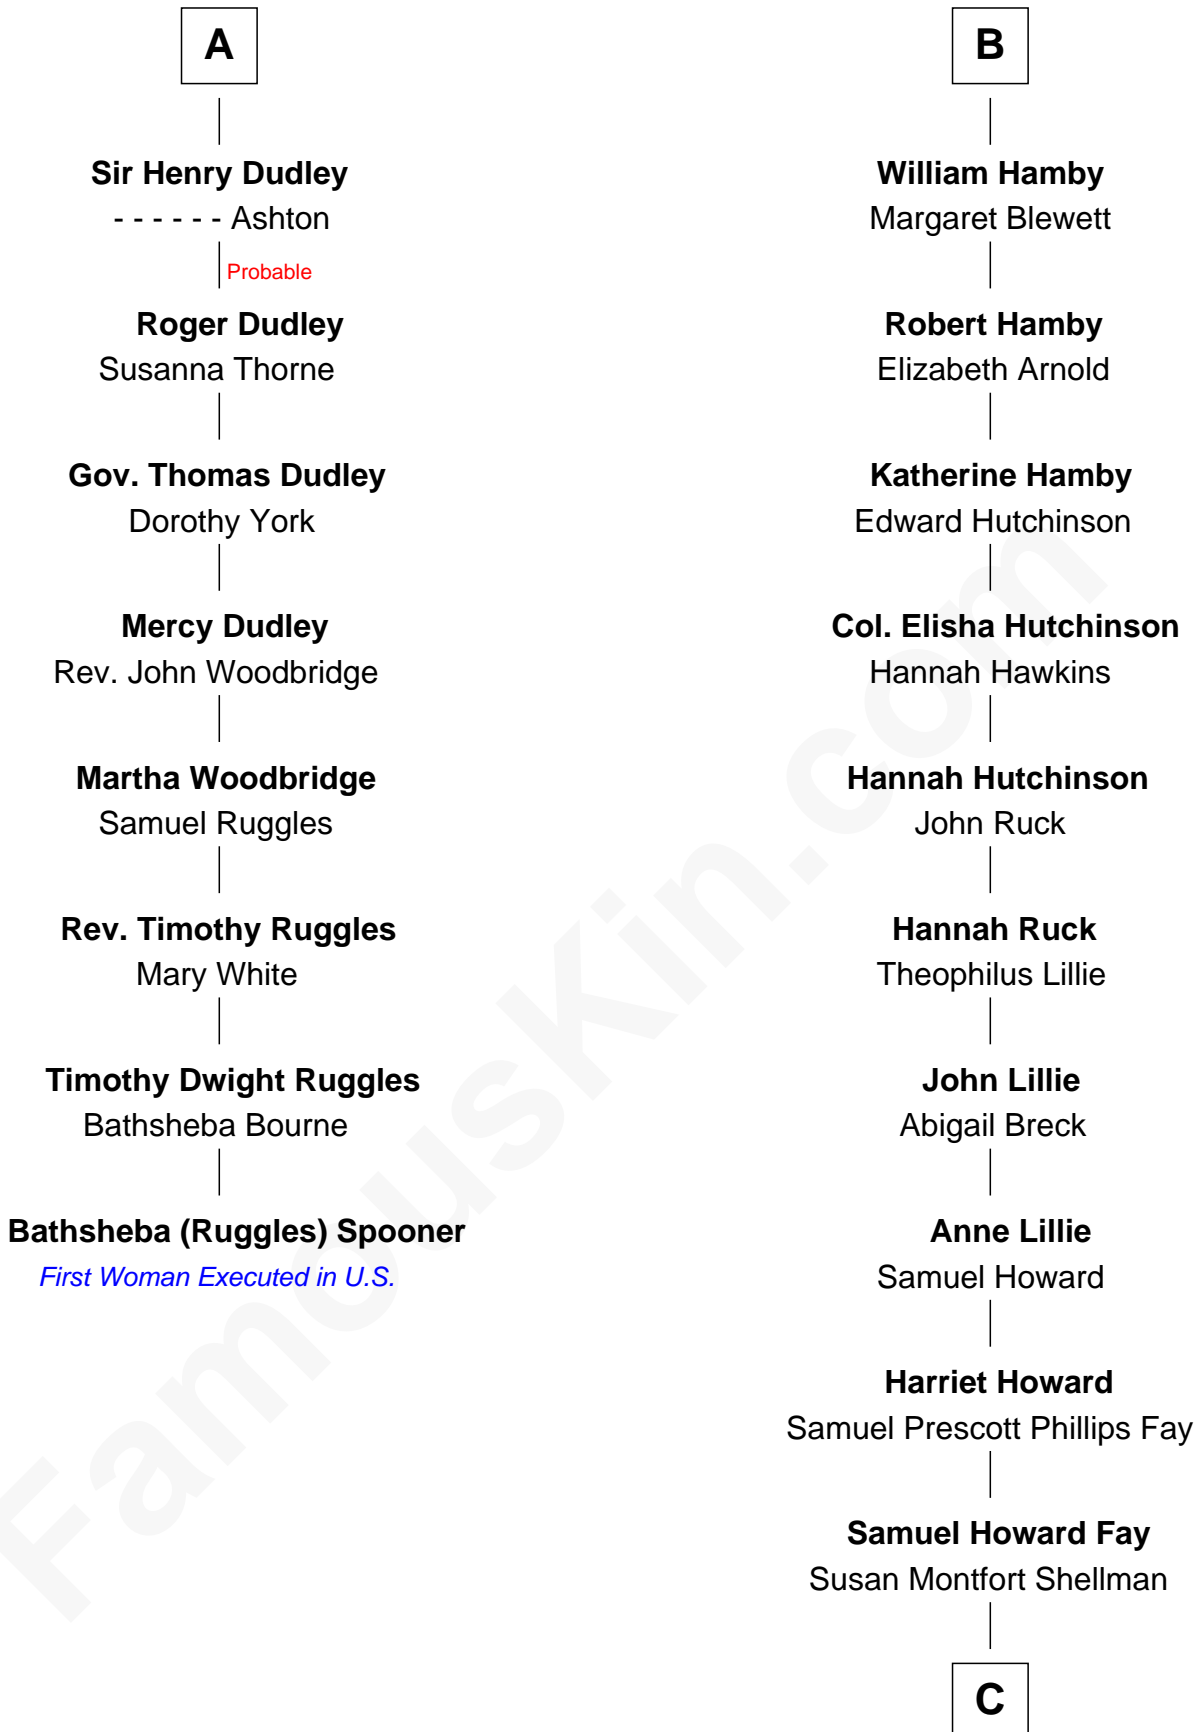 A
Sir Henry Dudley
- - - - - - Ashton
Probable
Roger Dudley
Susanna Thorne
Gov. Thomas Dudley
Dorothy York
Mercy Dudley
Rev. John Woodbridge
Martha Woodbridge
Samuel Ruggles
Rev. Timothy Ruggles
Mary White
Timothy Dwight Ruggles
Bathsheba Bourne
Bathsheba (Ruggles) Spooner
First Woman Executed in U.S.
B
William Hamby
Margaret Blewett
Robert Hamby
Elizabeth Arnold
Katherine Hamby
Edward Hutchinson
Col. Elisha Hutchinson
Hannah Hawkins
Hannah Hutchinson
John Ruck
Hannah Ruck
Theophilus Lillie
John Lillie
Abigail Breck
Anne Lillie
Samuel Howard
Harriet Howard
Samuel Prescott Phillips Fay
Samuel Howard Fay
Susan Montfort Shellman
C
FamousKin.com